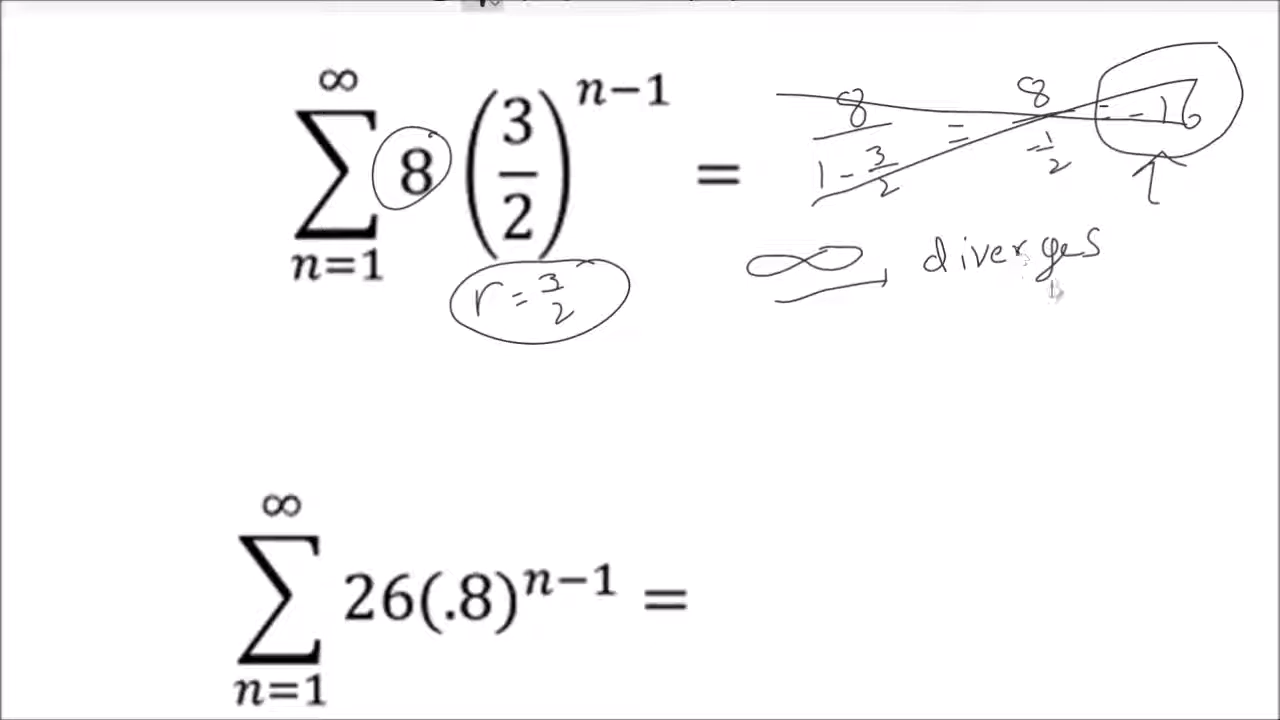 ∞
∑ 8 (3/2)^(n−1) = 8/(1 − 3/2) = 8/(−1/2) = −16
n=1
r = 3/2
∞ diverges
∞
∑ 26(.8)^(n−1) =
n=1